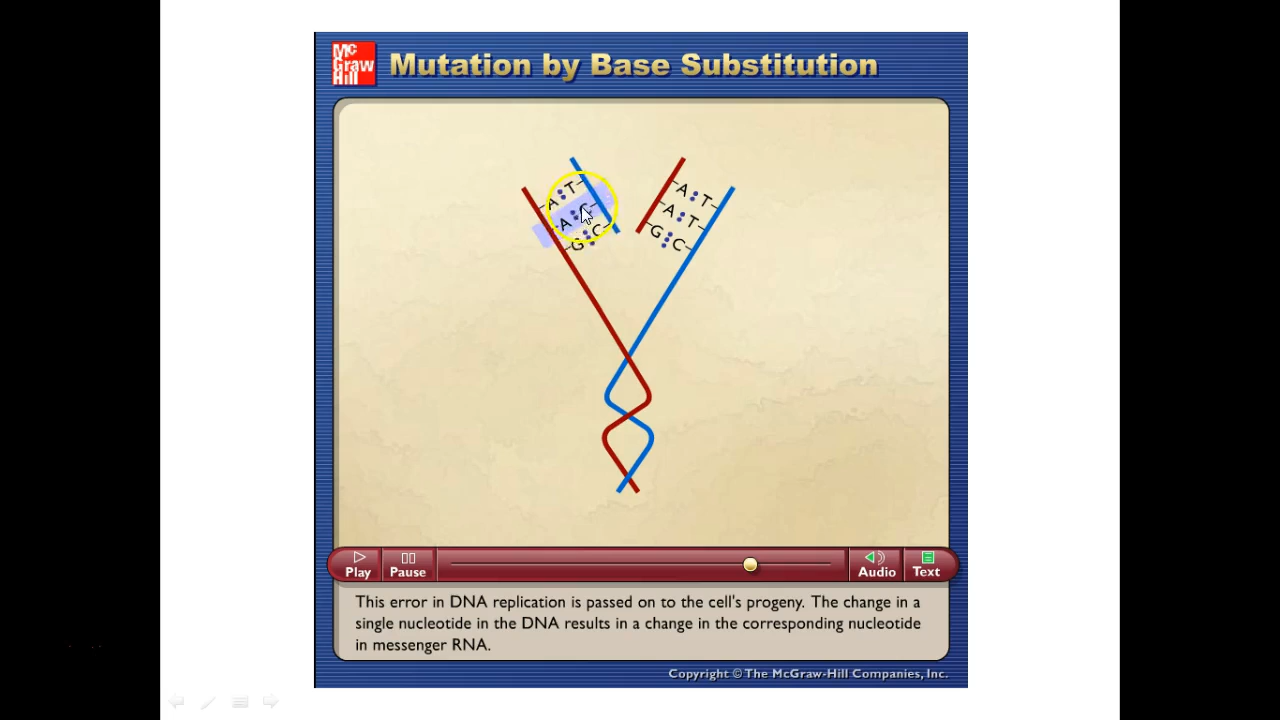 Mc
Graw
Hill
Mutation by Base Substitution
A T
A C
G C
A T
A T
G C
Play
Pause
Audio
Text
This error in DNA replication is passed on to the cell's progeny. The change in a
single nucleotide in the DNA results in a change in the corresponding nucleotide
in messenger RNA.
Copyright © The McGraw-Hill Companies, Inc.